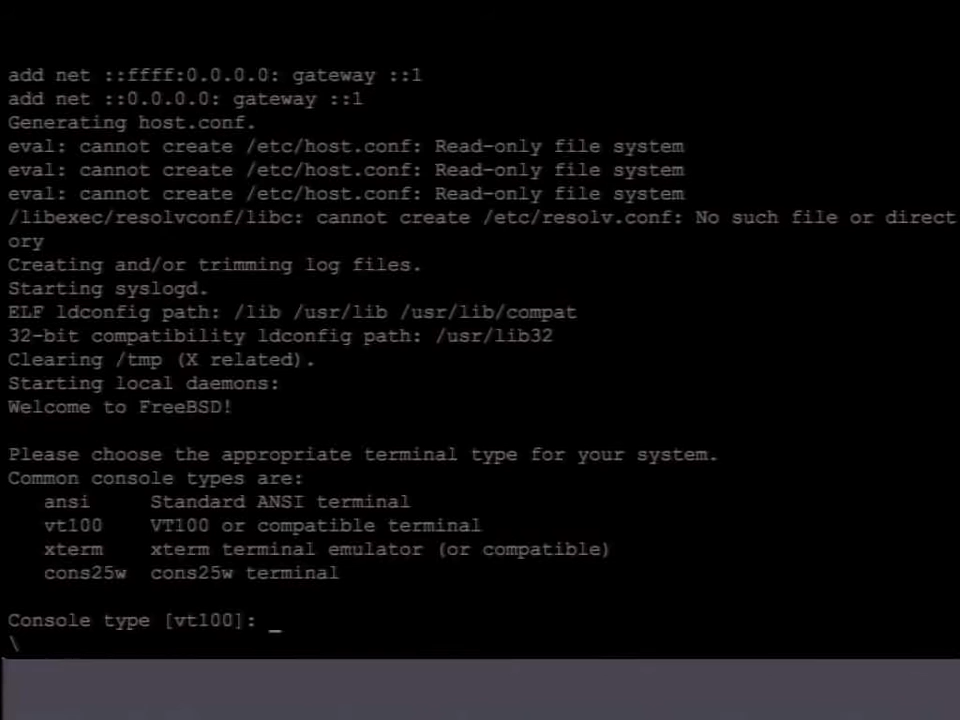 add net ::ffff:0.0.0.0: gateway ::1
add net ::0.0.0.0: gateway ::1
Generating host.conf.
eval: cannot create /etc/host.conf: Read-only file system
eval: cannot create /etc/host.conf: Read-only file system
eval: cannot create /etc/host.conf: Read-only file system
/libexec/resolvconf/libc: cannot create /etc/resolv.conf: No such file or direct
ory
Creating and/or trimming log files.
Starting syslogd.
ELF ldconfig path: /lib /usr/lib /usr/lib/compat
32-bit compatibility ldconfig path: /usr/lib32
Clearing /tmp (X related).
Starting local daemons:
Welcome to FreeBSD!
Please choose the appropriate terminal type for your system.
Common console types are:
ansi Standard ANSI terminal
vt100 VT100 or compatible terminal
xterm xterm terminal emulator (or compatible)
cons25w cons25w terminal
Console type [vt100]: _
\